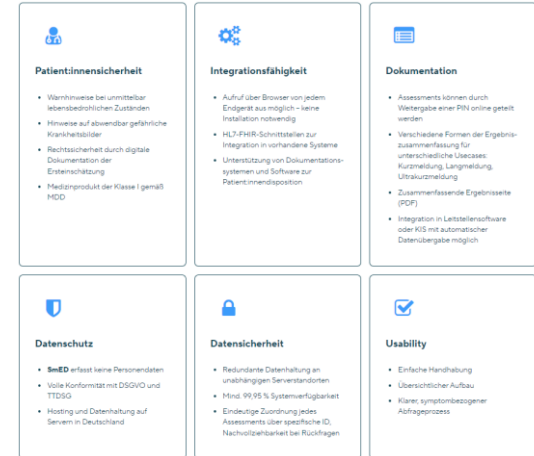 Patient:innensicherheit
• Warnhinweise bei unmittelbar
lebensbedrohlichen Zuständen
• Hinweise auf abwendbar gefährliche
Krankheitsbilder
• Rechtssicherheit durch digitale
Dokumentation der
Ersteinschätzung
• Medizinprodukt der Klasse I gemäß
MDD
Integrationsfähigkeit
• Aufruf über Browser von jedem
Endgerät aus möglich – keine
Installation notwendig
• HL7-FHIR-Schnittstellen zur
Integration in vorhandene Systeme
• Unterstützung von Dokumentations-
systemen und Software zur
Patient:innendisposition
Dokumentation
• Assessments können durch
Weitergabe einer PIN online geteilt
werden
• Verschiedene Formen der Ergebnis-
zusammenfassung für
unterschiedliche Usecases:
Kurzmeldung, Langmeldung,
Ultrakurzmeldung
• Zusammenfassende Ergebnisseite
(PDF)
• Integration in Leitstellensoftware
oder KIS mit automatischer
Datenübergabe möglich
Datenschutz
• SmED erfasst keine Personendaten
• Volle Konformität mit DSGVO und
TTDSG
• Hosting und Datenhaltung auf
Servern in Deutschland
Datensicherheit
• Redundante Datenhaltung an
unabhängigen Serverstandorten
• Mind. 99,95 % Systemverfügbarkeit
• Eindeutige Zuordnung jedes
Assessments über spezifische ID,
Nachvollziehbarkeit bei Rückfragen
Usability
• Einfache Handhabung
• Übersichtlicher Aufbau
• Klarer, symptombezogener
Abfrageprozess